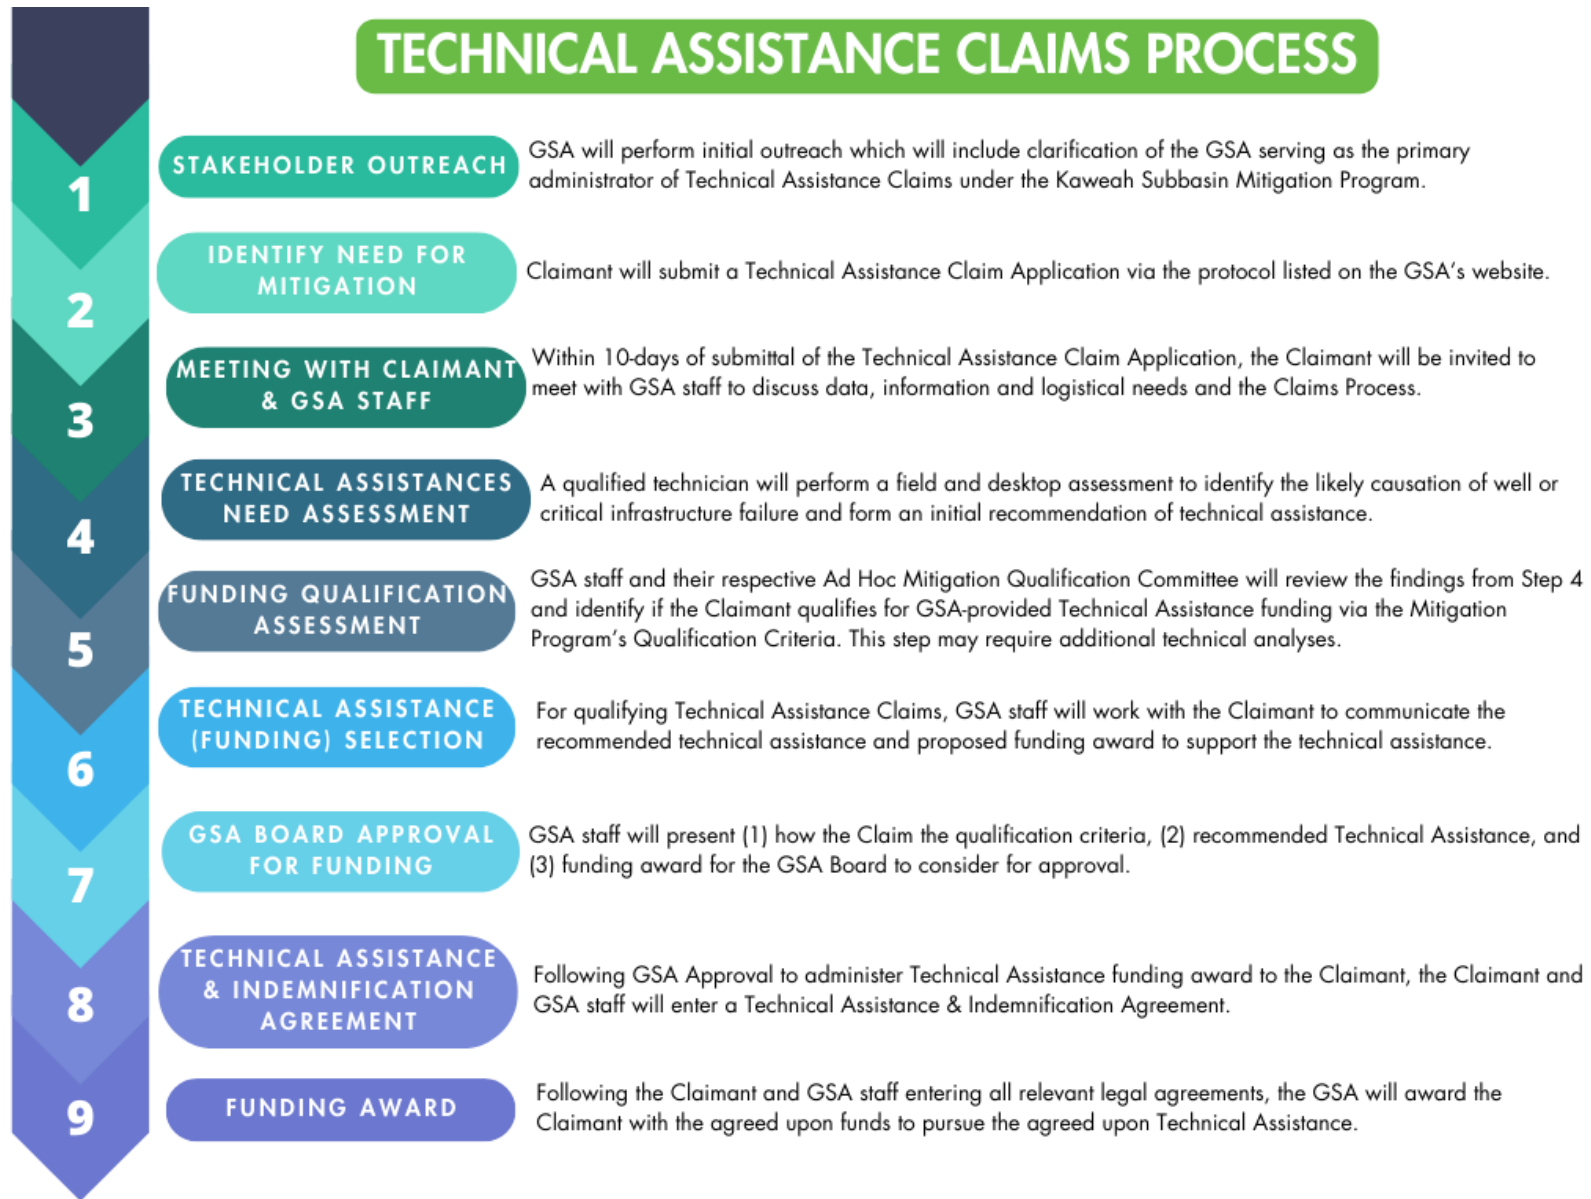 TECHNICAL ASSISTANCE CLAIMS PROCESS
1
STAKEHOLDER OUTREACH
GSA will perform initial outreach which will include clarification of the GSA serving as the primary
administrator of Technical Assistance Claims under the Kaweah Subbasin Mitigation Program.
2
IDENTIFY NEED FOR
MITIGATION
Claimant will submit a Technical Assistance Claim Application via the protocol listed on the GSA's website.
3
MEETING WITH CLAIMANT
& GSA STAFF
Within 10-days of submittal of the Technical Assistance Claim Application, the Claimant will be invited to
meet with GSA staff to discuss data, information and logistical needs and the Claims Process.
4
TECHNICAL ASSISTANCES
NEED ASSESSMENT
A qualified technician will perform a field and desktop assessment to identify the likely causation of well or
critical infrastructure failure and form an initial recommendation of technical assistance.
5
FUNDING QUALIFICATION
ASSESSMENT
GSA staff and their respective Ad Hoc Mitigation Qualification Committee will review the findings from Step 4
and identify if the Claimant qualifies for GSA-provided Technical Assistance funding via the Mitigation
Program's Qualification Criteria. This step may require additional technical analyses.
6
TECHNICAL ASSISTANCE
(FUNDING) SELECTION
For qualifying Technical Assistance Claims, GSA staff will work with the Claimant to communicate the
recommended technical assistance and proposed funding award to support the technical assistance.
7
GSA BOARD APPROVAL
FOR FUNDING
GSA staff will present (1) how the Claim the qualification criteria, (2) recommended Technical Assistance, and
(3) funding award for the GSA Board to consider for approval.
8
TECHNICAL ASSISTANCE
& INDEMNIFICATION
AGREEMENT
Following GSA Approval to administer Technical Assistance funding award to the Claimant, the Claimant and
GSA staff will enter a Technical Assistance & Indemnification Agreement.
9
FUNDING AWARD
Following the Claimant and GSA staff entering all relevant legal agreements, the GSA will award the
Claimant with the agreed upon funds to pursue the agreed upon Technical Assistance.